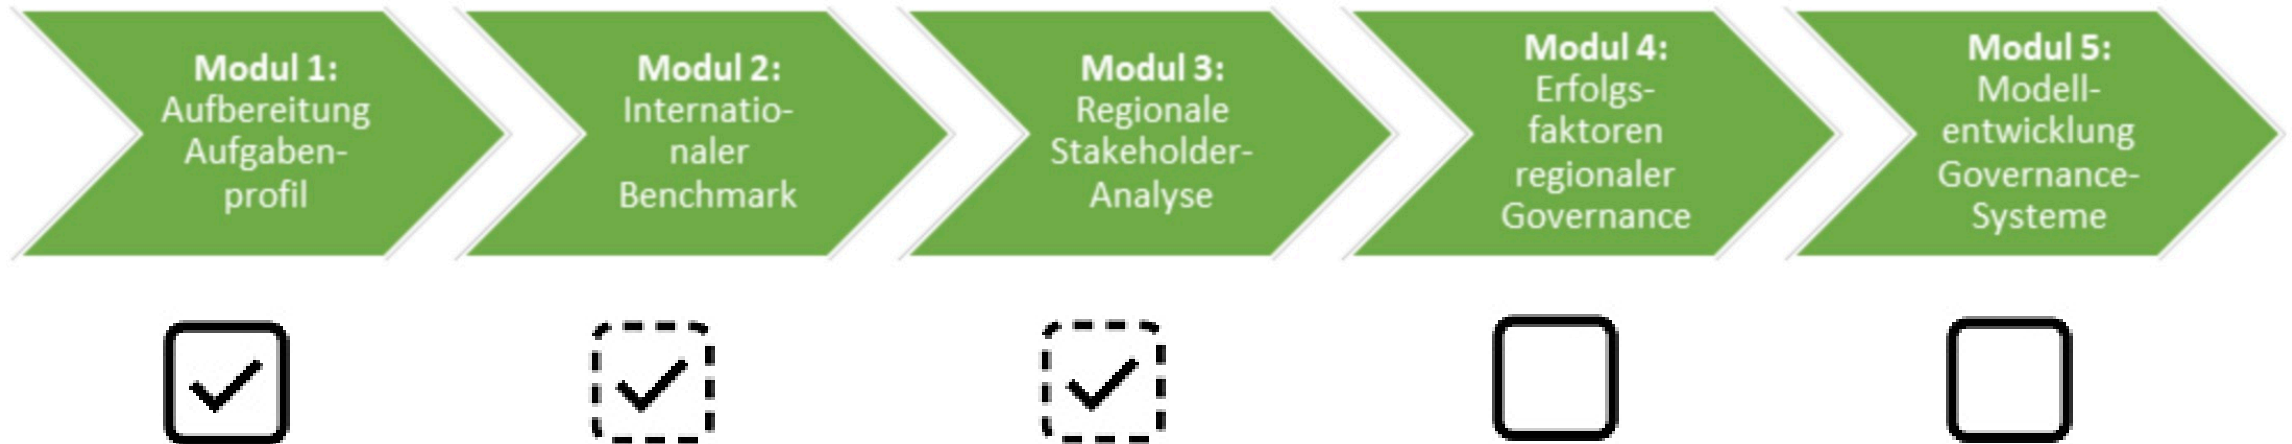 Modul 1:
Aufbereitung
Aufgaben-
profil
Modul 2:
Internatio-
naler
Benchmark
Modul 3:
Regionale
Stakeholder-
Analyse
Modul 4:
Erfolgs-
faktoren
regionaler
Governance
Modul 5:
Modell-
entwicklung
Governance-
Systeme